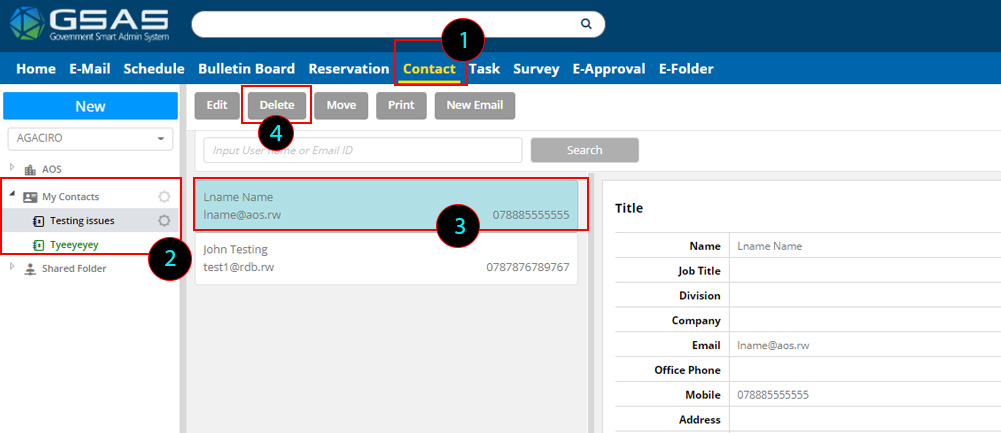 GSAS
Government Smart Admin System
1
Home E-Mail Schedule Bulletin Board Reservation Contact Task Survey E-Approval E-Folder
New
Edit Delete Move Print New Email
4
AGACIRO
Input User name or Email ID Search
AOS
My Contacts
Testing issues
Tyeeyeyey
2
Shared Folder
Lname Name
lname@aos.rw 078885555555
3
John Testing
test1@rdb.rw 0787876789767
Title
Name Lname Name
Job Title
Division
Company
Email lname@aos.rw
Office Phone
Mobile 078885555555
Address